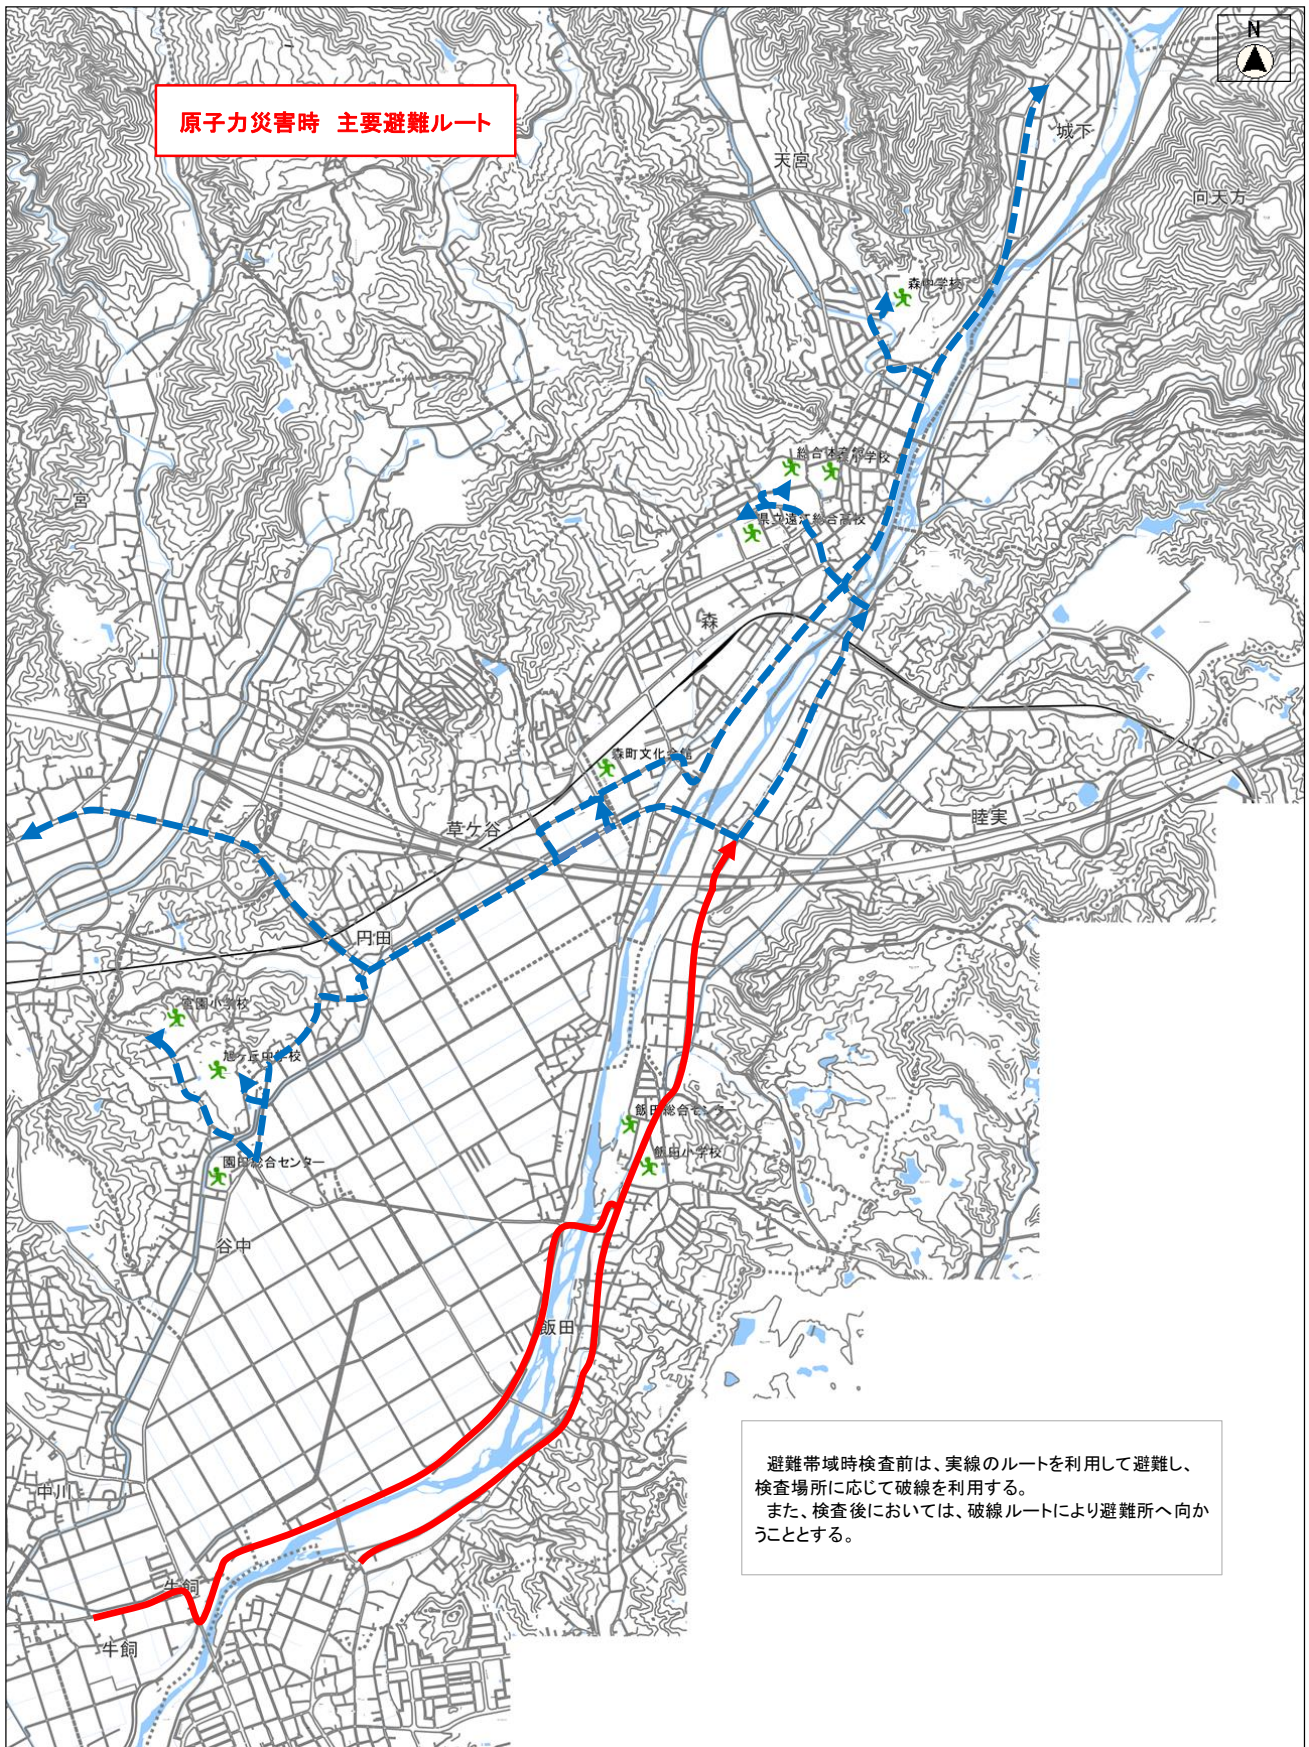 N
原子力災害時 主要避難ルート
城下
天宮
向天方
森中学校
総合体育館
小学校
一宮
県立遠江総合高校
森
森町文化会館
草ケ谷
睦実
円田
宮園小学校
旭ケ丘中学校
飯田総合センター
飯田小学校
園田総合センター
谷中
飯田
避難帯域時検査前は、実線のルートを利用して避難し、
検査場所に応じて破線を利用する。
また、検査後においては、破線ルートにより避難所へ向か
うこととする。
中川
牛飼
牛飼